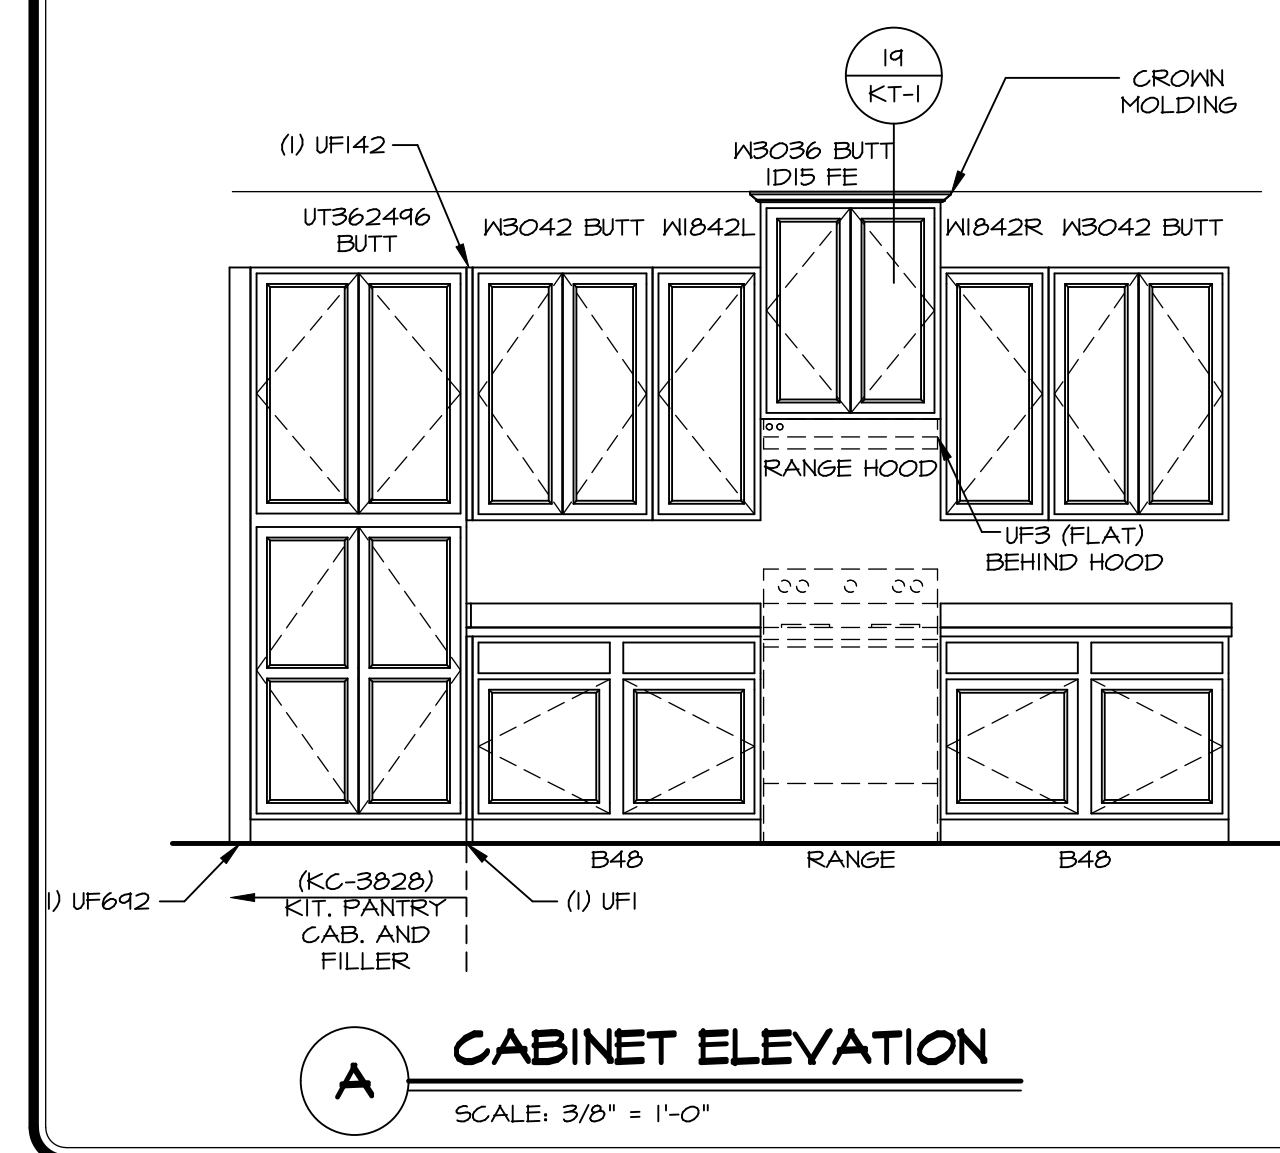 19
KT-1
CROWN
MOLDING
(1) UF142
W3036 BUTT
1D15 FE
UT362496
BUTT
W3042 BUTT
W1842L
W1842R
W3042 BUTT
RANGE HOOD
UF3 (FLAT)
BEHIND HOOD
B48
RANGE
B48
1) UF692
(KC-3828)
KIT. PANTRY
CAB. AND
FILLER
(1) UF1
A
CABINET ELEVATION
SCALE: 3/8" = 1'-0"